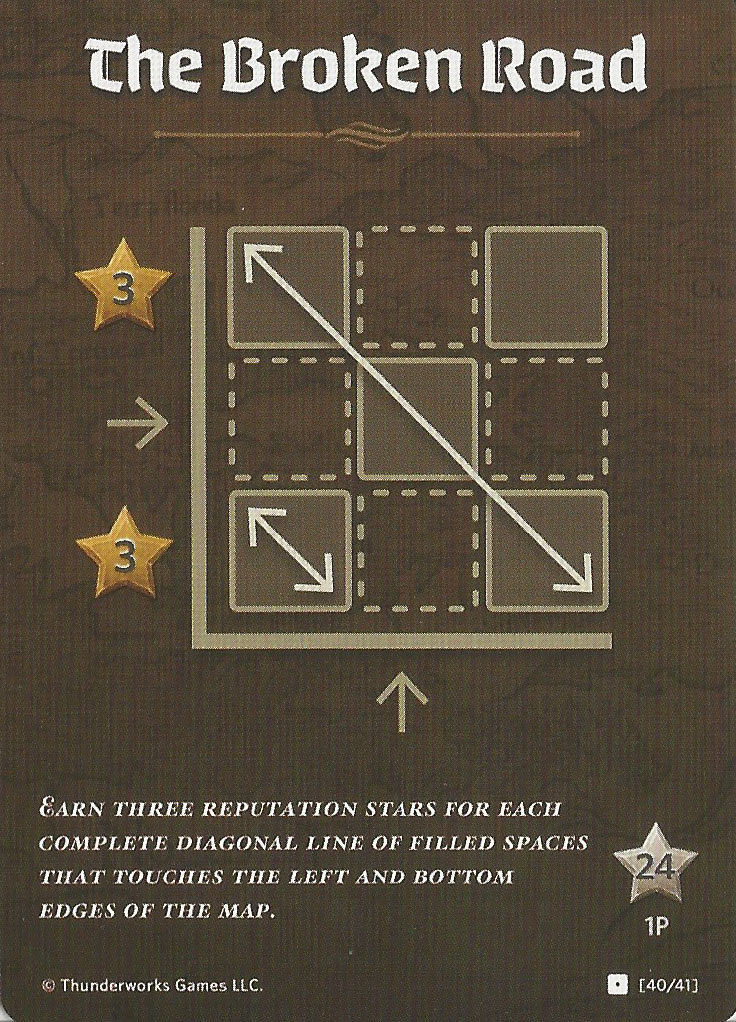 The Broken Road
3
3
Earn three reputation stars for each
complete diagonal line of filled spaces
that touches the left and bottom
edges of the map.
24
1P
© Thunderworks Games LLC.
[40/41]